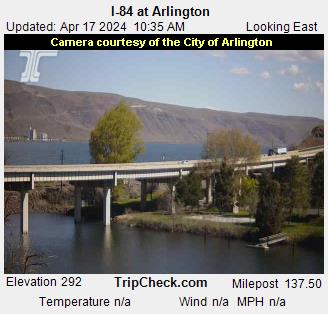 I-84 at Arlington
Updated: Apr 17 2024 10:35 AM Looking East
Camera courtesy of the City of Arlington
Elevation 292 TripCheck.com Milepost 137.50
Temperature n/a Wind n/a MPH n/a